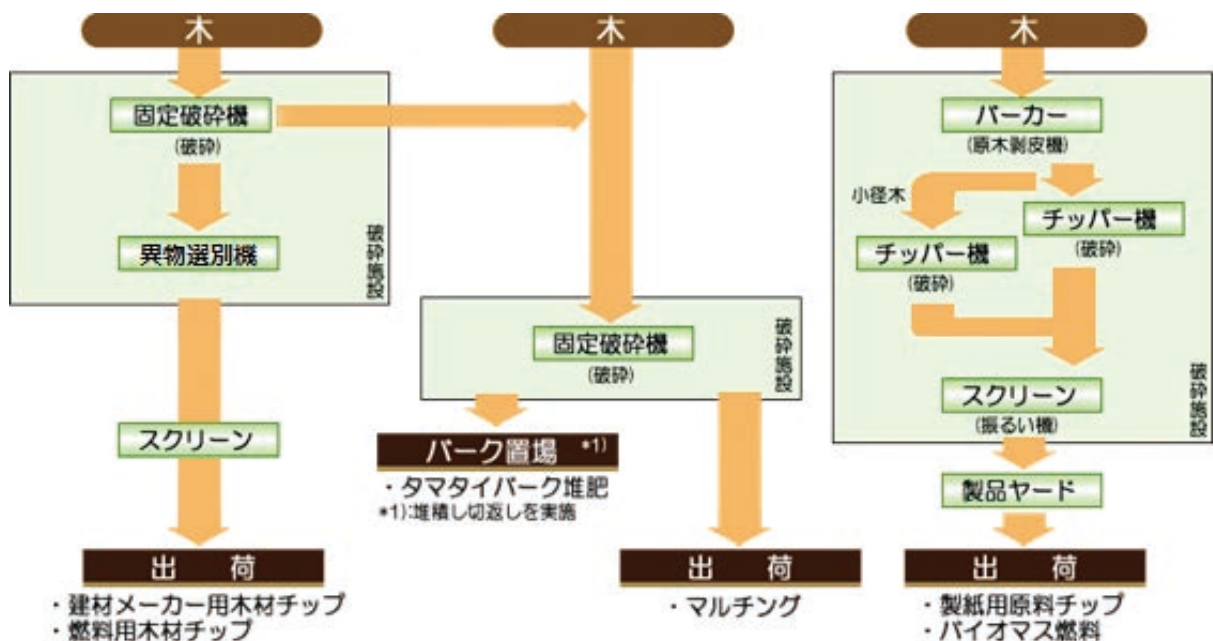 木
固定破砕機
(破砕)
異物選別機
破砕施設
スクリーン
出 荷
・建材メーカー用木材チップ
・燃料用木材チップ
木
固定破砕機
(破砕)
破砕施設
バーク置場 *1)
・タマタイバーク堆肥
*1):堆積し切返しを実施
出 荷
・マルチング
木
バーカー
(原木剥皮機)
小径木
チッパー機
(破砕)
チッパー機
(破砕)
スクリーン
(振るい機)
破砕施設
製品ヤード
出 荷
・製紙用原料チップ
・バイオマス燃料